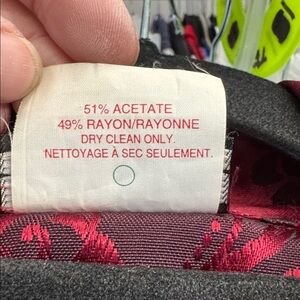 51% ACETATE
49% RAYON/RAYONNE
DRY CLEAN ONLY.
NETTOYAGE À SEC SEULEMENT.